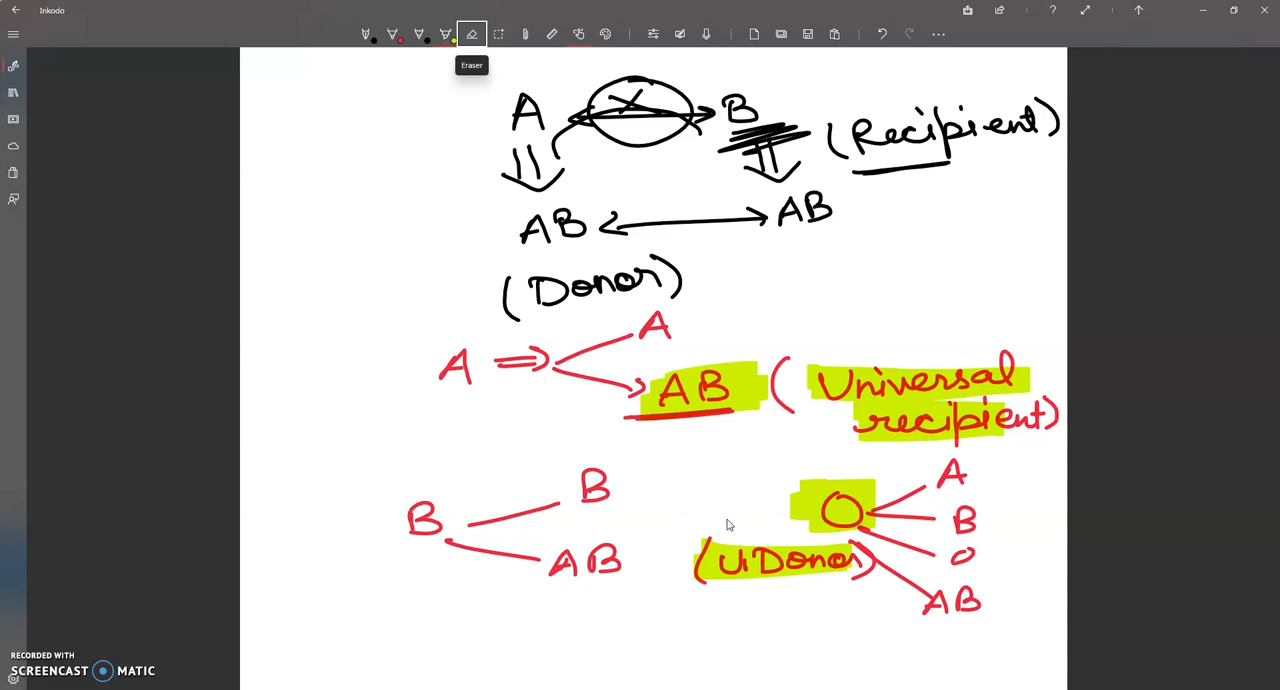 Inkodo
Eraser
A X B
(Recipient)
AB AB
(Donor)
A
A
AB (Universal
recipient)
B
B
AB
O
A
B
O
AB
(U.Donor)
RECORDED WITH
SCREENCAST MATIC